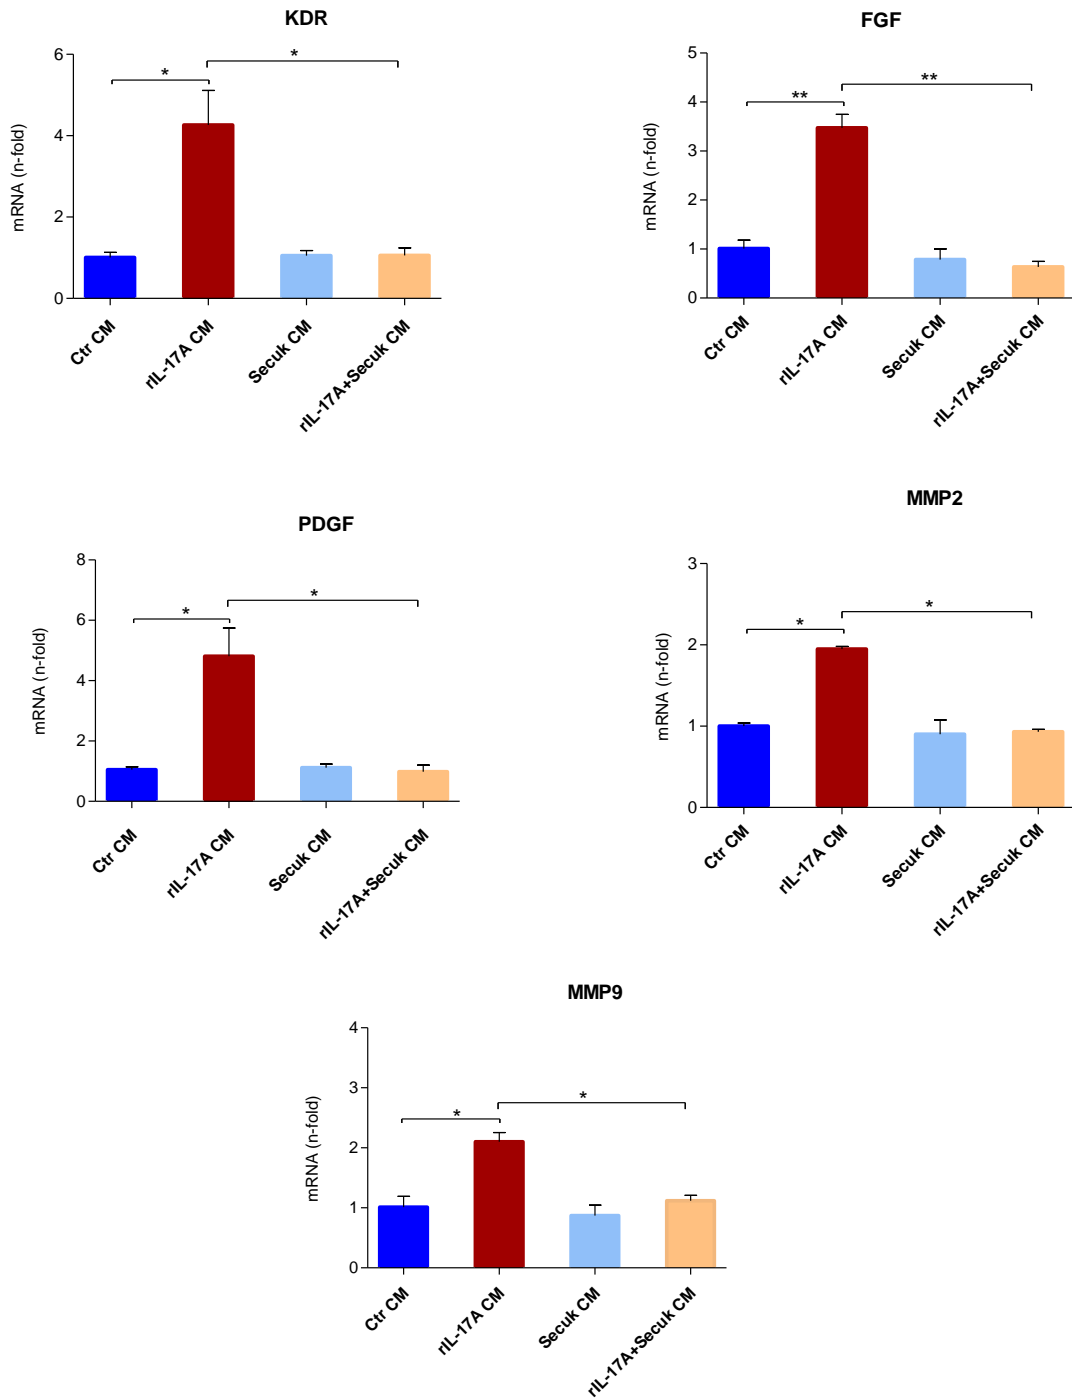 KDR
mRNA (n-fold)
6
4
2
0
*
*
Ctr CM
rIL-17A CM
Secuk CM
rIL-17A+Secuk CM
FGF
mRNA (n-fold)
5
4
3
2
1
0
**
**
Ctr CM
rIL-17A CM
Secuk CM
rIL-17A+Secuk CM
PDGF
mRNA (n-fold)
8
6
4
2
0
*
*
Ctr CM
rIL-17A CM
Secuk CM
rIL-17A+Secuk CM
MMP2
mRNA (n-fold)
3
2
1
0
*
*
Ctr CM
rIL-17A CM
Secuk CM
rIL-17A+Secuk CM
MMP9
mRNA (n-fold)
4
3
2
1
0
*
*
Ctr CM
rIL-17A CM
Secuk CM
rIL-17A+Secuk CM